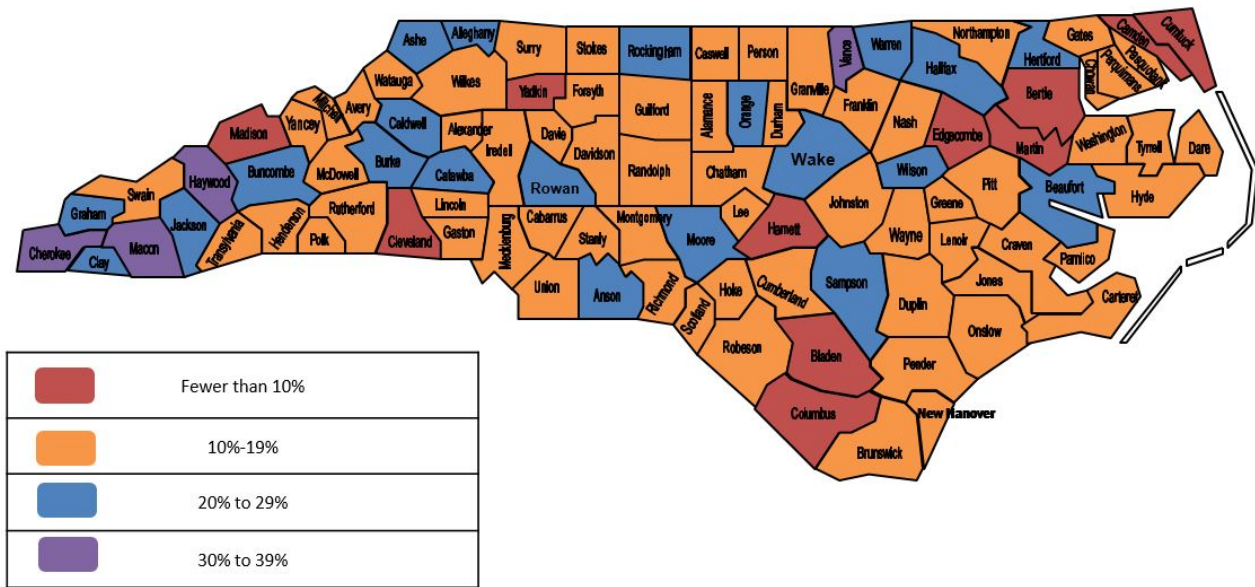 Ashe
Alleghany
Surry
Stokes
Rockingham
Caswell
Person
Vance
Warren
Northampton
Gates
Camden
Currituck
Hertford
Pasquotank
Perquimans
Chowan
Halifax
Granville
Watauga
Wilkes
Yadkin
Forsyth
Guilford
Alamance
Orange
Durham
Franklin
Nash
Bertie
Mitchell
Avery
Yancey
Caldwell
Alexander
Iredell
Davie
Davidson
Randolph
Chatham
Wake
Edgecombe
Martin
Washington
Tyrrell
Dare
Madison
Haywood
Buncombe
McDowell
Burke
Catawba
Rowan
Wilson
Pitt
Beaufort
Hyde
Swain
Graham
Jackson
Rutherford
Lincoln
Cleveland
Gaston
Cabarrus
Montgomery
Moore
Lee
Harnett
Johnston
Greene
Wayne
Lenoir
Craven
Pamlico
Cherokee
Clay
Macon
Transylvania
Henderson
Polk
Mecklenburg
Stanly
Union
Anson
Richmond
Scotland
Hoke
Cumberland
Sampson
Duplin
Jones
Onslow
Carteret
Robeson
Bladen
Pender
Columbus
New Hanover
Brunswick
Fewer than 10%
10%-19%
20% to 29%
30% to 39%